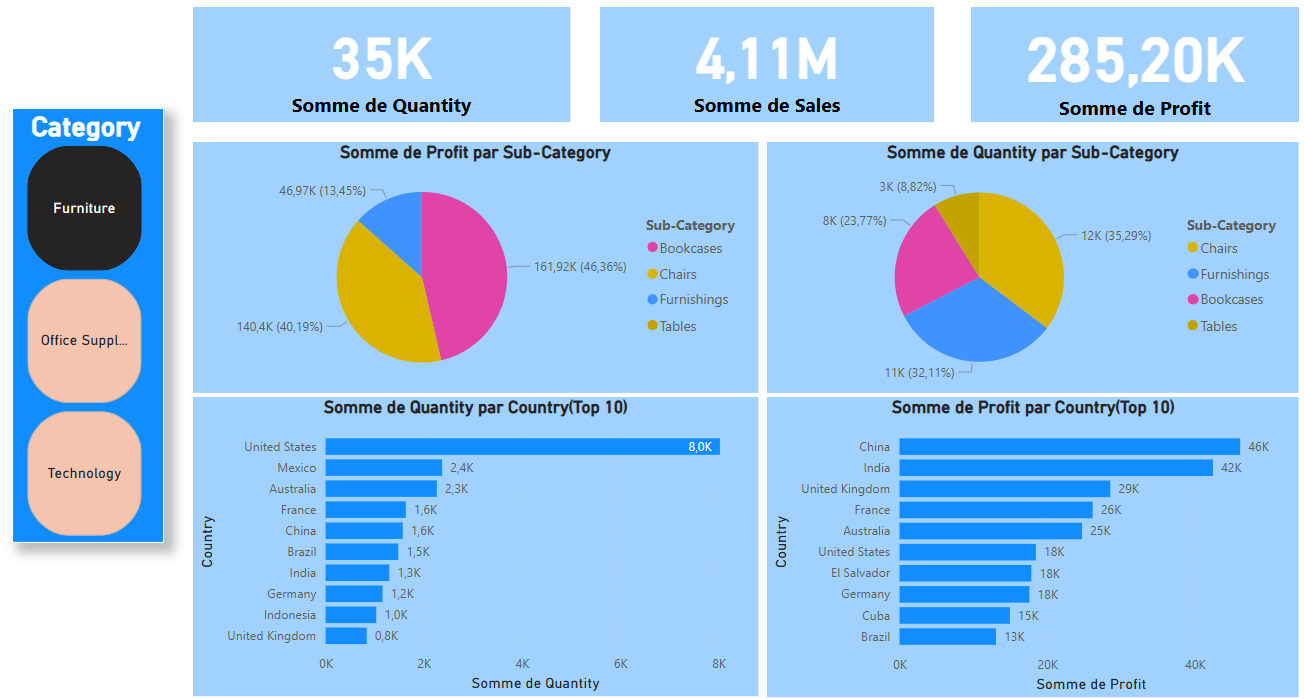 35K
Somme de Quantity
4,11M
Somme de Sales
285,20K
Somme de Profit
Category
Furniture
Office Suppl...
Technology
Somme de Profit par Sub-Category
46,97K (13,45%)
161,92K (46,36%)
140,4K (40,19%)
Sub-Category
Bookcases
Chairs
Furnishings
Tables
Somme de Quantity par Sub-Category
3K (8,82%)
8K (23,77%)
12K (35,29%)
11K (32,11%)
Sub-Category
Chairs
Furnishings
Bookcases
Tables
Somme de Quantity par Country(Top 10)
Country
United States 8,0K
Mexico 2,4K
Australia 2,3K
France 1,6K
China 1,6K
Brazil 1,5K
India 1,3K
Germany 1,2K
Indonesia 1,0K
United Kingdom 0,8K
0K 2K 4K 6K 8K
Somme de Quantity
Somme de Profit par Country(Top 10)
Country
China 46K
India 42K
United Kingdom 29K
France 26K
Australia 25K
United States 18K
El Salvador 18K
Germany 18K
Cuba 15K
Brazil 13K
0K 20K 40K
Somme de Profit